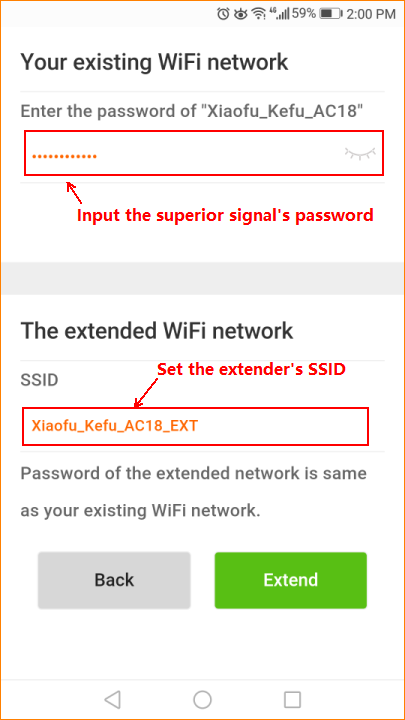 4G 59% 2:00 PM
Your existing WiFi network
Enter the password of "Xiaofu_Kefu_AC18"
............
Input the superior signal's password
The extended WiFi network
Set the extender's SSID
SSID
Xiaofu_Kefu_AC18_EXT
Password of the extended network is same
as your existing WiFi network.
Back Extend